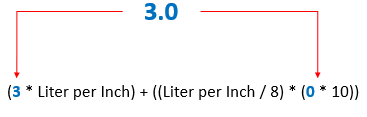 3.0
(3 * Liter per Inch) + ((Liter per Inch / 8) * (0 * 10))